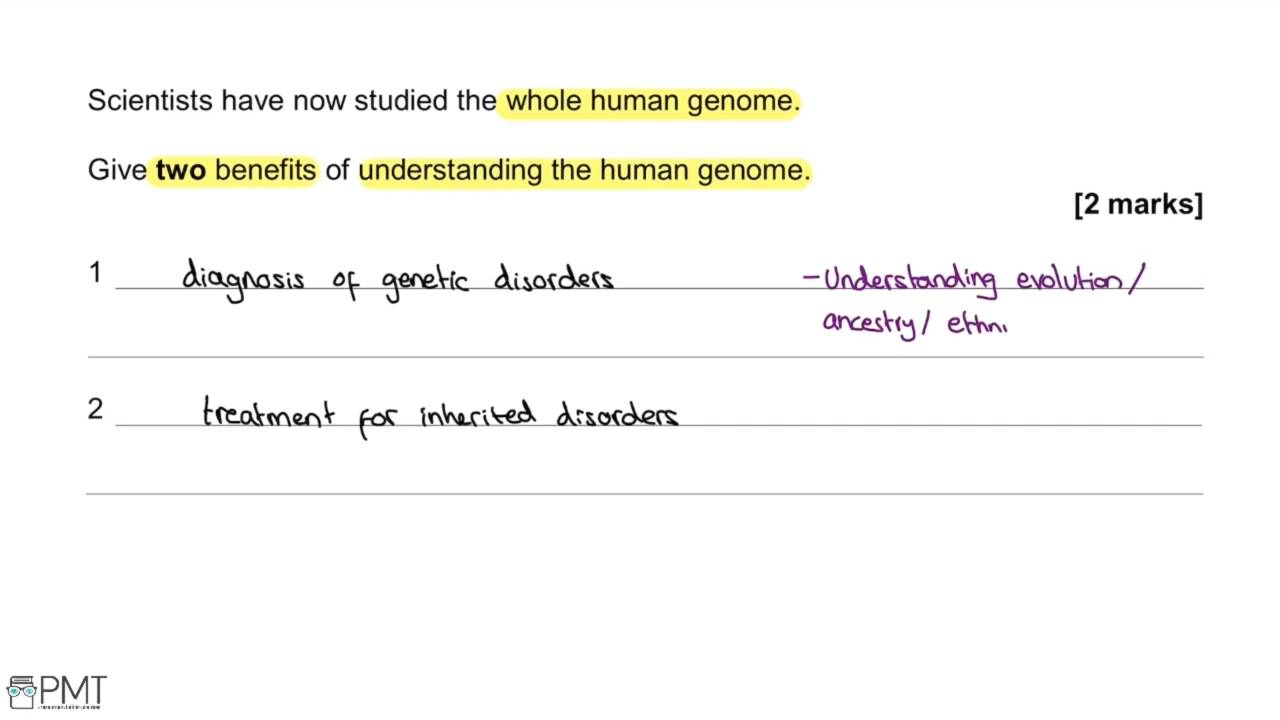 Scientists have now studied the whole human genome.
Give two benefits of understanding the human genome.
[2 marks]
1 diagnosis of genetic disorders
- Understanding evolution /
ancestry / ethni
2 treatment for inherited disorders
PMT